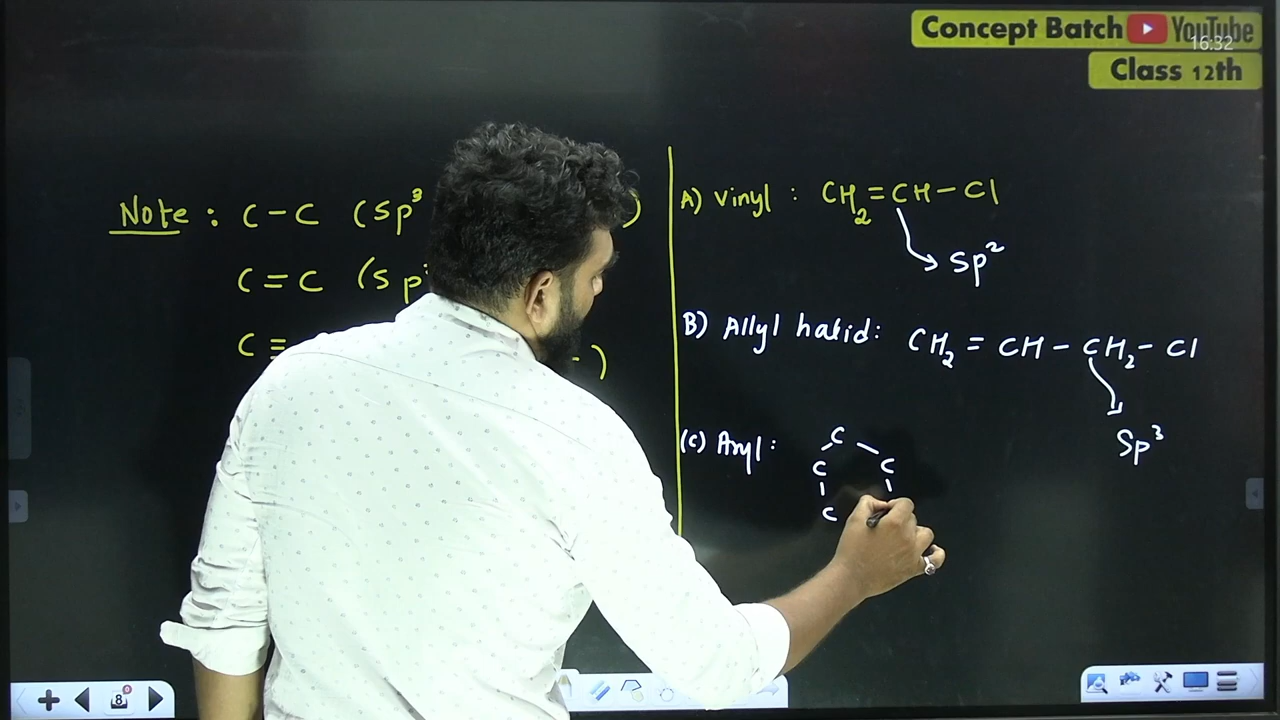 Concept Batch YouTube
16:32
Class 12th
Note : C - C (Sp³ )
C = C (Sp
C ≡ )
A) Vinyl : CH₂ = CH - Cl
Sp²
B) Allyl halid : CH₂ = CH - CH₂ - Cl
Sp³
(C) Aryl :
C
C C
C
8